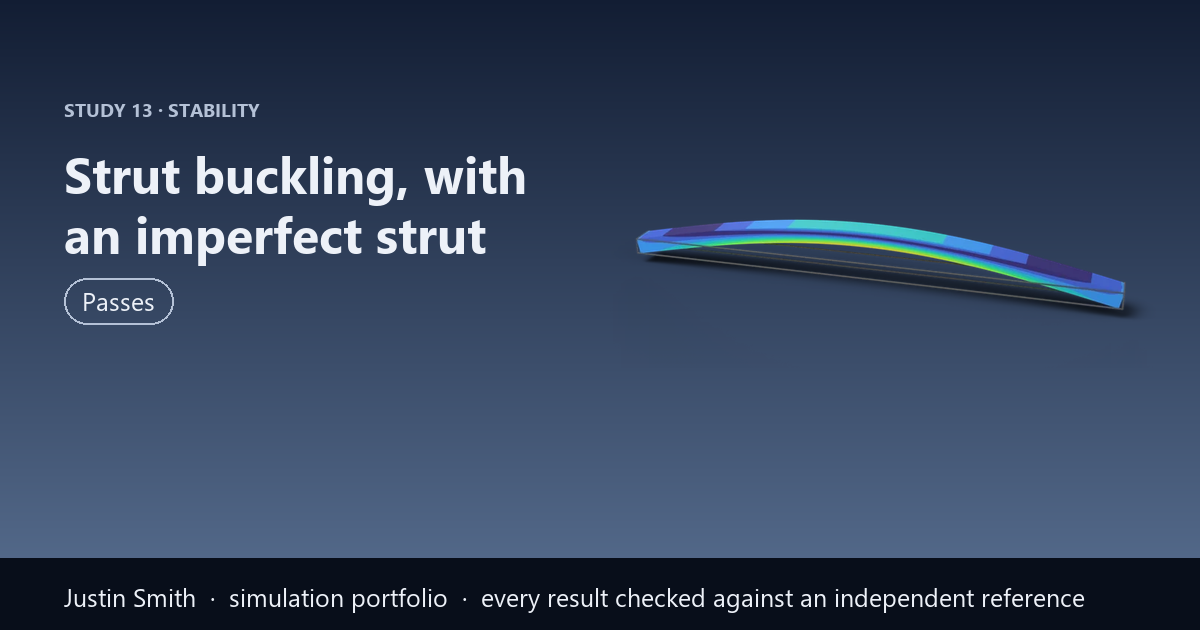 STUDY 13 · STABILITY
Strut buckling, with
an imperfect strut
Passes
Justin Smith · simulation portfolio · every result checked against an independent reference